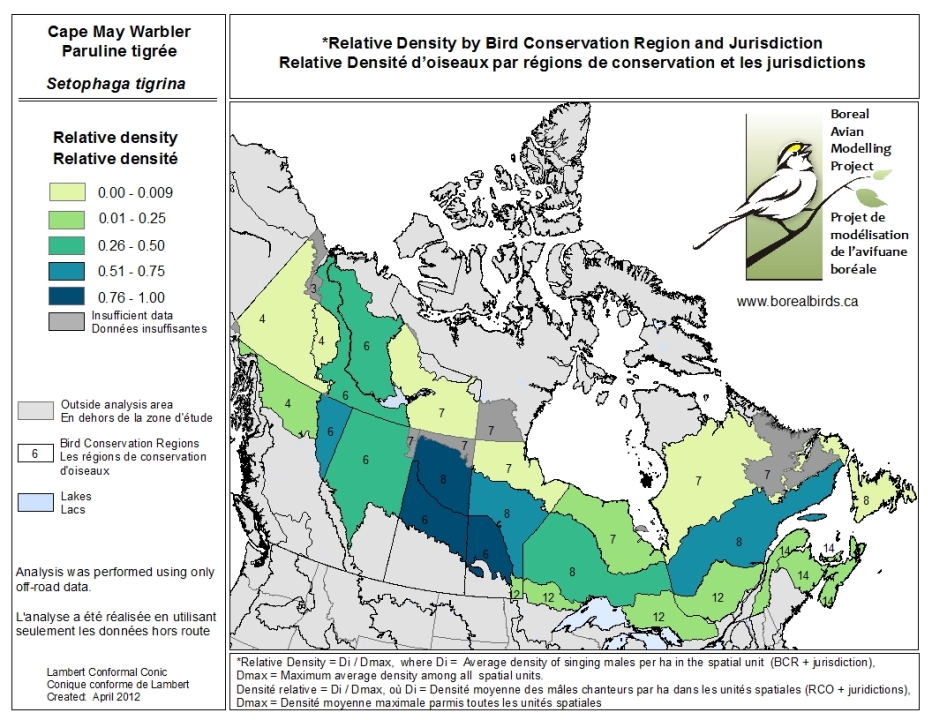 Cape May Warbler
Paruline tigrée
Setophaga tigrina
*Relative Density by Bird Conservation Region and Jurisdiction
Relative Densité d'oiseaux par régions de conservation et les jurisdictions
Relative density
Relative densité
0.00 - 0.009
0.01 - 0.25
0.26 - 0.50
0.51 - 0.75
0.76 - 1.00
Insufficient data
Données insuffisantes
Outside analysis area
En dehors de la zone d'étude
6
Bird Conservation Regions
Les régions de conservation
d'oiseaux
Lakes
Lacs
Analysis was performed using only
off-road data.
L'analyse a été réalisée en utilisant
seulement les données hors route
Lambert Conformal Conic
Conique conforme de Lambert
Created: April 2012
Boreal
Avian
Modelling
Project
Projet de
modélisation
de l'avifuane
boréale
www.borealbirds.ca
3
4
4
6
6
4
7
7
6
7
7
6
7
8
7
8
8
6
8
6
7
8
8
12
12
12
14
14
14
14
*Relative Density = Di / Dmax, where Di = Average density of singing males per ha in the spatial unit (BCR + jurisdiction),
Dmax = Maximum average density among all spatial units.
Densité relative = Di / Dmax, où Di = Densité moyenne des mâles chanteurs par ha dans les unités spatiales (RCO + juridictions),
Dmax = Densité moyenne maximale parmis toutes les unités spatiales